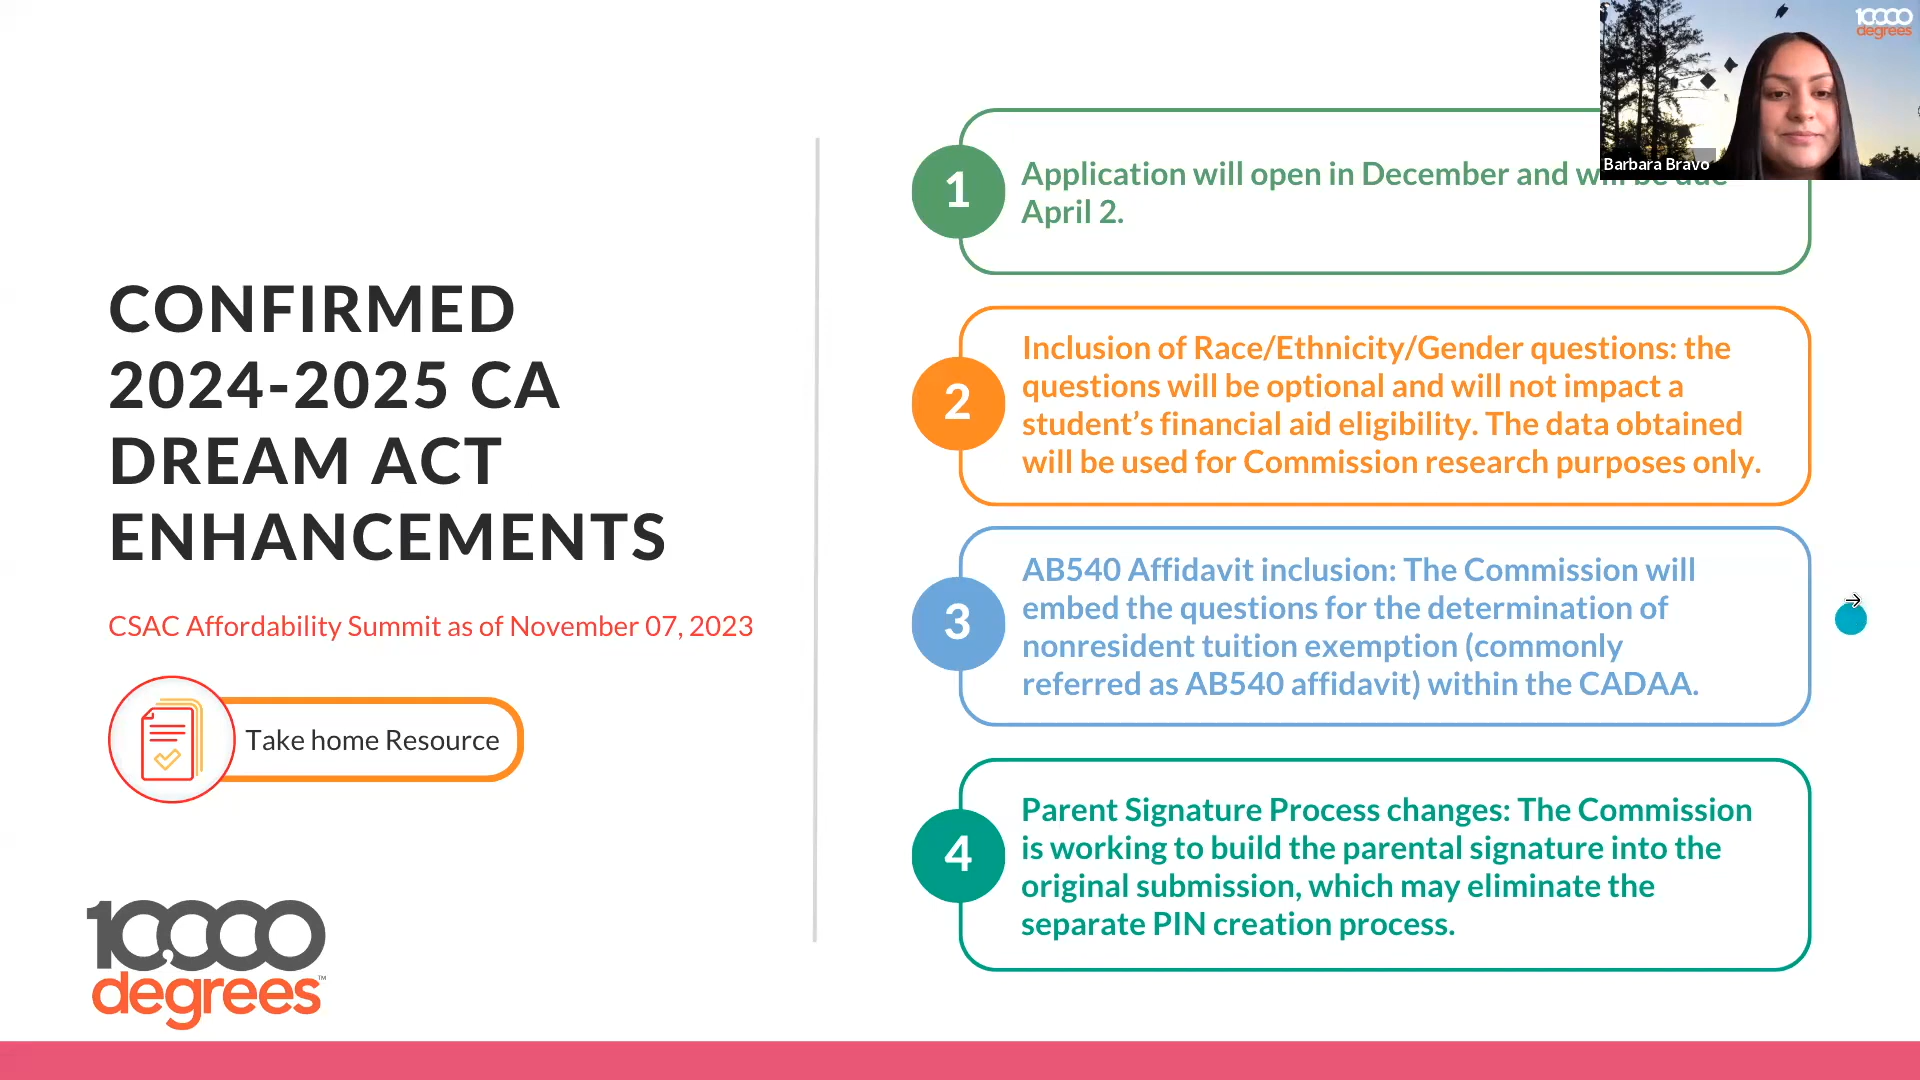 CONFIRMED
2024-2025 CA
DREAM ACT
ENHANCEMENTS
CSAC Affordability Summit as of November 07, 2023
Take home Resource
10,000
degrees™
1
Application will open in December and will be due
April 2.
2
Inclusion of Race/Ethnicity/Gender questions: the
questions will be optional and will not impact a
student’s financial aid eligibility. The data obtained
will be used for Commission research purposes only.
3
AB540 Affidavit inclusion: The Commission will
embed the questions for the determination of
nonresident tuition exemption (commonly
referred as AB540 affidavit) within the CADAA.
4
Parent Signature Process changes: The Commission
is working to build the parental signature into the
original submission, which may eliminate the
separate PIN creation process.
10,000
degrees
Barbara Bravo